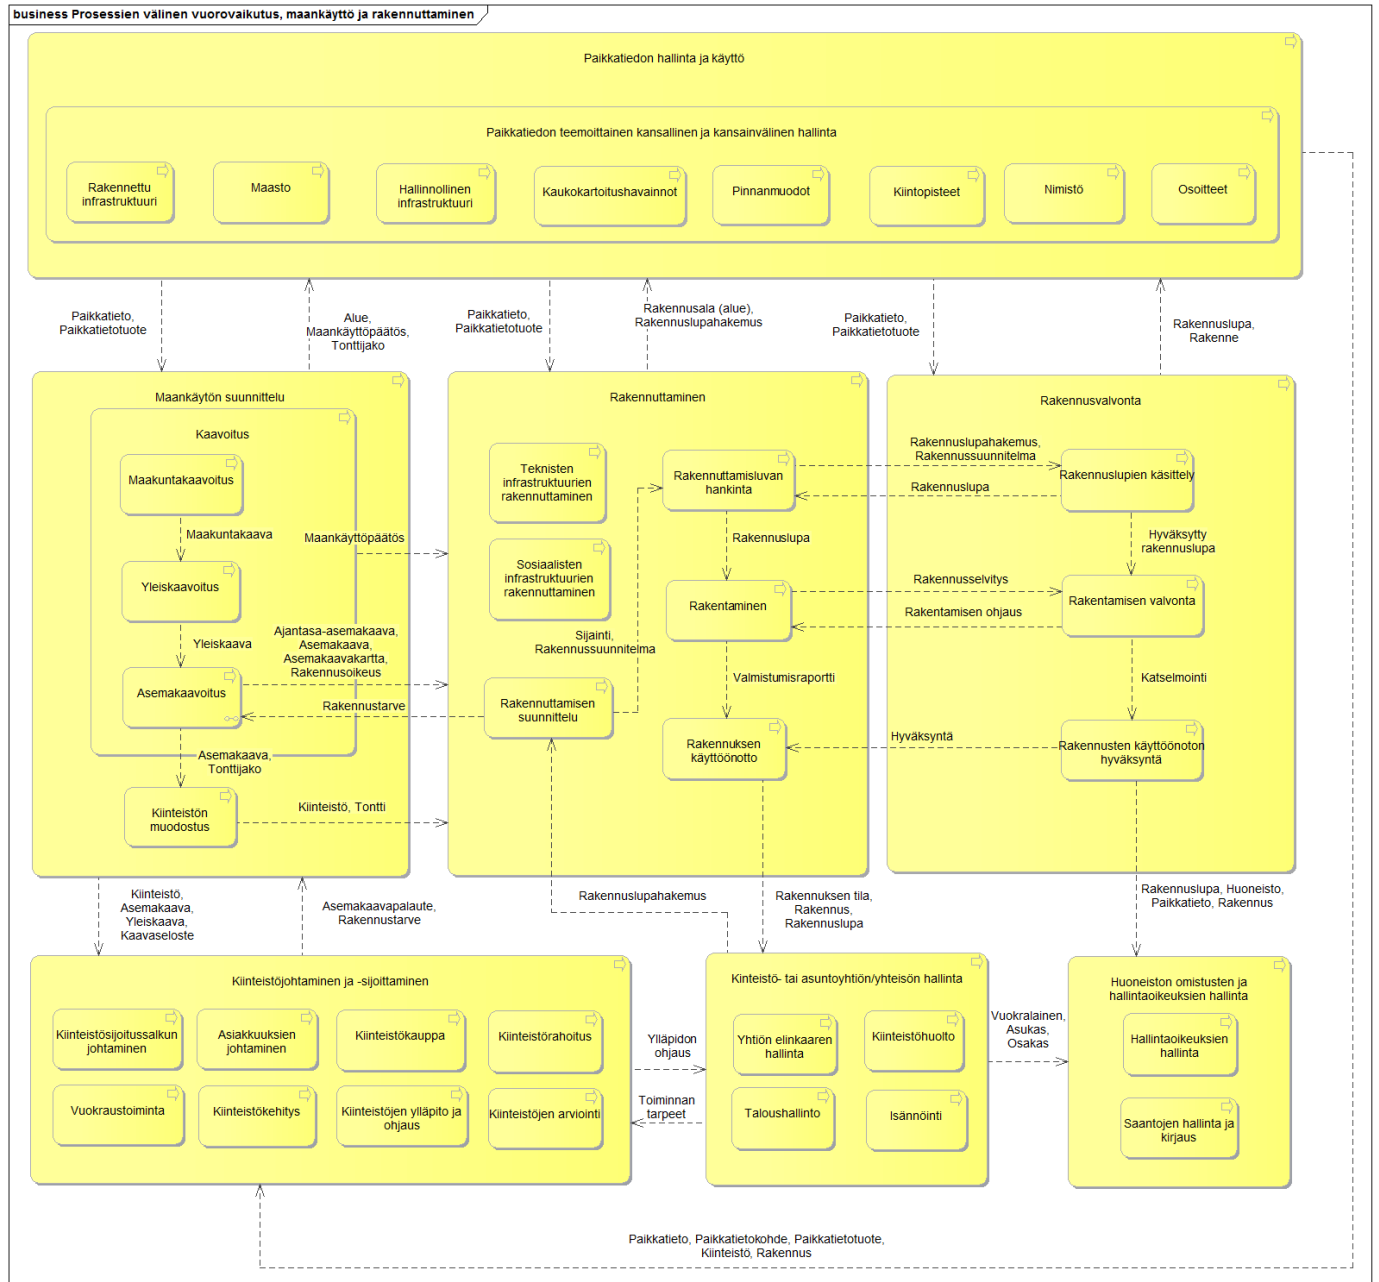 business Prosessien välinen vuorovaikutus, maankäyttö ja rakennuttaminen
Paikkatiedon hallinta ja käyttö
Paikkatiedon teemoittainen kansallinen ja kansainvälinen hallinta
Rakennettu
infrastruktuuri
Maasto
Hallinnollinen
infrastruktuuri
Kaukokartoitushavainnot
Pinnanmuodot
Kiintopisteet
Nimistö
Osoitteet
Paikkatieto,
Paikkatietotuote
Alue,
Maankäyttöpäätös,
Tonttijako
Paikkatieto,
Paikkatietotuote
Rakennusala (alue),
Rakennuslupahakemus
Paikkatieto,
Paikkatietotuote
Rakennuslupa,
Rakenne
Maankäytön suunnittelu
Kaavoitus
Maakuntakaavoitus
Maakuntakaava
Yleiskaavoitus
Yleiskaava
Asemakaavoitus
Asemakaava,
Tonttijako
Kiinteistön
muodostus
Maankäyttöpäätös
Ajantasa-asemakaava,
Asemakaava,
Asemakaavakartta,
Rakennusoikeus
Rakennustarve
Kiinteistö, Tontti
Rakennuttaminen
Teknisten
infrastruktuurien
rakennuttaminen
Sosiaalisten
infrastruktuurien
rakennuttaminen
Sijainti,
Rakennussuunnitelma
Rakennuttamisen
suunnittelu
Rakennuttamisluvan
hankinta
Rakennuslupa
Rakentaminen
Valmistumisraportti
Rakennuksen
käyttöönotto
Rakennusvalvonta
Rakennuslupahakemus,
Rakennussuunnitelma
Rakennuslupa
Rakennuslupien käsittely
Hyväksytty
rakennuslupa
Rakennusselvitys
Rakentamisen ohjaus
Rakentamisen valvonta
Katselmointi
Hyväksyntä
Rakennusten käyttöönoton
hyväksyntä
Kiinteistö,
Asemakaava,
Yleiskaava,
Kaavaseloste
Asemakaavapalaute,
Rakennustarve
Rakennuslupahakemus
Rakennuksen tila,
Rakennus,
Rakennuslupa
Rakennuslupa, Huoneisto,
Paikkatieto, Rakennus
Kiinteistöjohtaminen ja -sijoittaminen
Kiinteistösijoitussalkun
johtaminen
Asiakkuuksien
johtaminen
Kiinteistökauppa
Kiinteistörahoitus
Vuokraustoiminta
Kiinteistökehitys
Kiinteistöjen ylläpito ja
ohjaus
Kiinteistöjen arviointi
Ylläpidon
ohjaus
Toiminnan
tarpeet
Kinteistö- tai asuntoyhtiön/yhteisön hallinta
Yhtiön elinkaaren
hallinta
Kiinteistöhuolto
Taloushallinto
Isännöinti
Vuokralainen,
Asukas,
Osakas
Huoneiston omistusten ja
hallintaoikeuksien hallinta
Hallintaoikeuksien
hallinta
Saantojen hallinta ja
kirjaus
Paikkatieto, Paikkatietokohde, Paikkatietotuote,
Kiinteistö, Rakennus